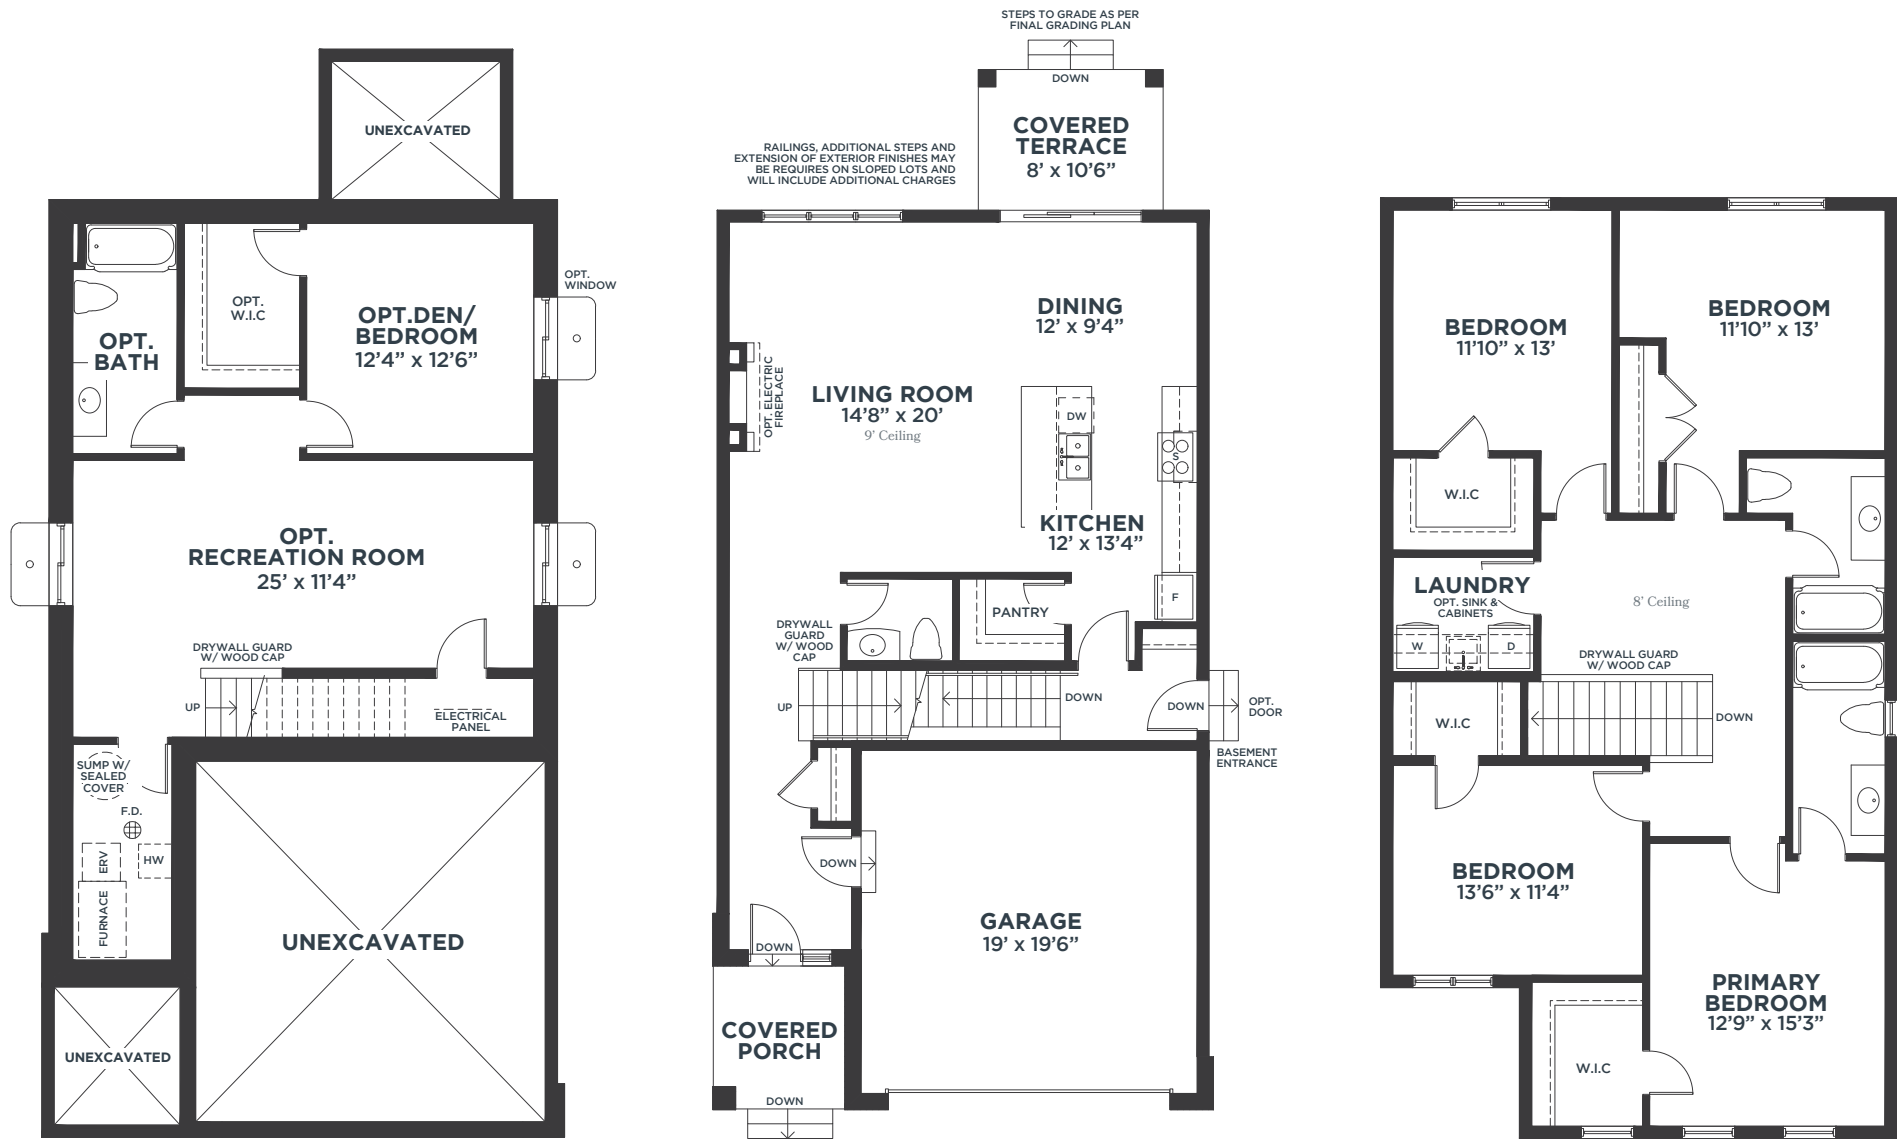 UNEXCAVATED
OPT.
WINDOW
OPT.
W.I.C
OPT.DEN/
BEDROOM
12'4” x 12'6”
OPT.
BATH
OPT.
RECREATION ROOM
25' x 11'4”
DRYWALL GUARD
W/ WOOD CAP
UP
ELECTRICAL
PANEL
SUMP W/
SEALED
COVER
F.D.
ERV
HW
FURNACE
UNEXCAVATED
UNEXCAVATED
STEPS TO GRADE AS PER
FINAL GRADING PLAN
DOWN
COVERED
TERRACE
8' x 10'6”
RAILINGS, ADDITIONAL STEPS AND
EXTENSION OF EXTERIOR FINISHES MAY
BE REQUIRES ON SLOPED LOTS AND
WILL INCLUDE ADDITIONAL CHARGES
DINING
12' x 9'4”
OPT. ELECTRIC
FIREPLACE
LIVING ROOM
14'8” x 20'
9' Ceiling
DW
S
KITCHEN
12' x 13'4”
F
PANTRY
DRYWALL
GUARD
W/ WOOD
CAP
UP
DOWN
DOWN
OPT.
DOOR
BASEMENT
ENTRANCE
DOWN
GARAGE
19' x 19'6”
DOWN
COVERED
PORCH
DOWN
BEDROOM
11'10” x 13'
BEDROOM
11'10” x 13'
W.I.C
LAUNDRY
OPT. SINK &
CABINETS
W
D
8' Ceiling
DRYWALL GUARD
W/ WOOD CAP
W.I.C
DOWN
BEDROOM
13'6” x 11'4”
PRIMARY
BEDROOM
12'9” x 15'3”
W.I.C